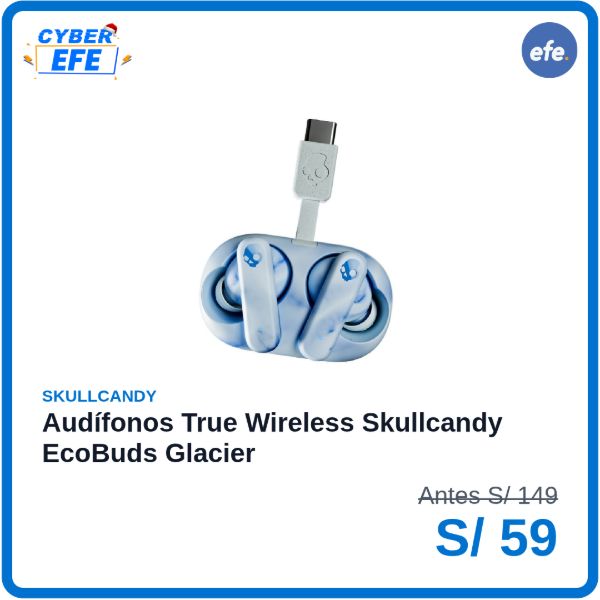 CYBER
EFE
efe.
SKULLCANDY
Audífonos True Wireless Skullcandy
EcoBuds Glacier
Antes S/ 149
S/ 59